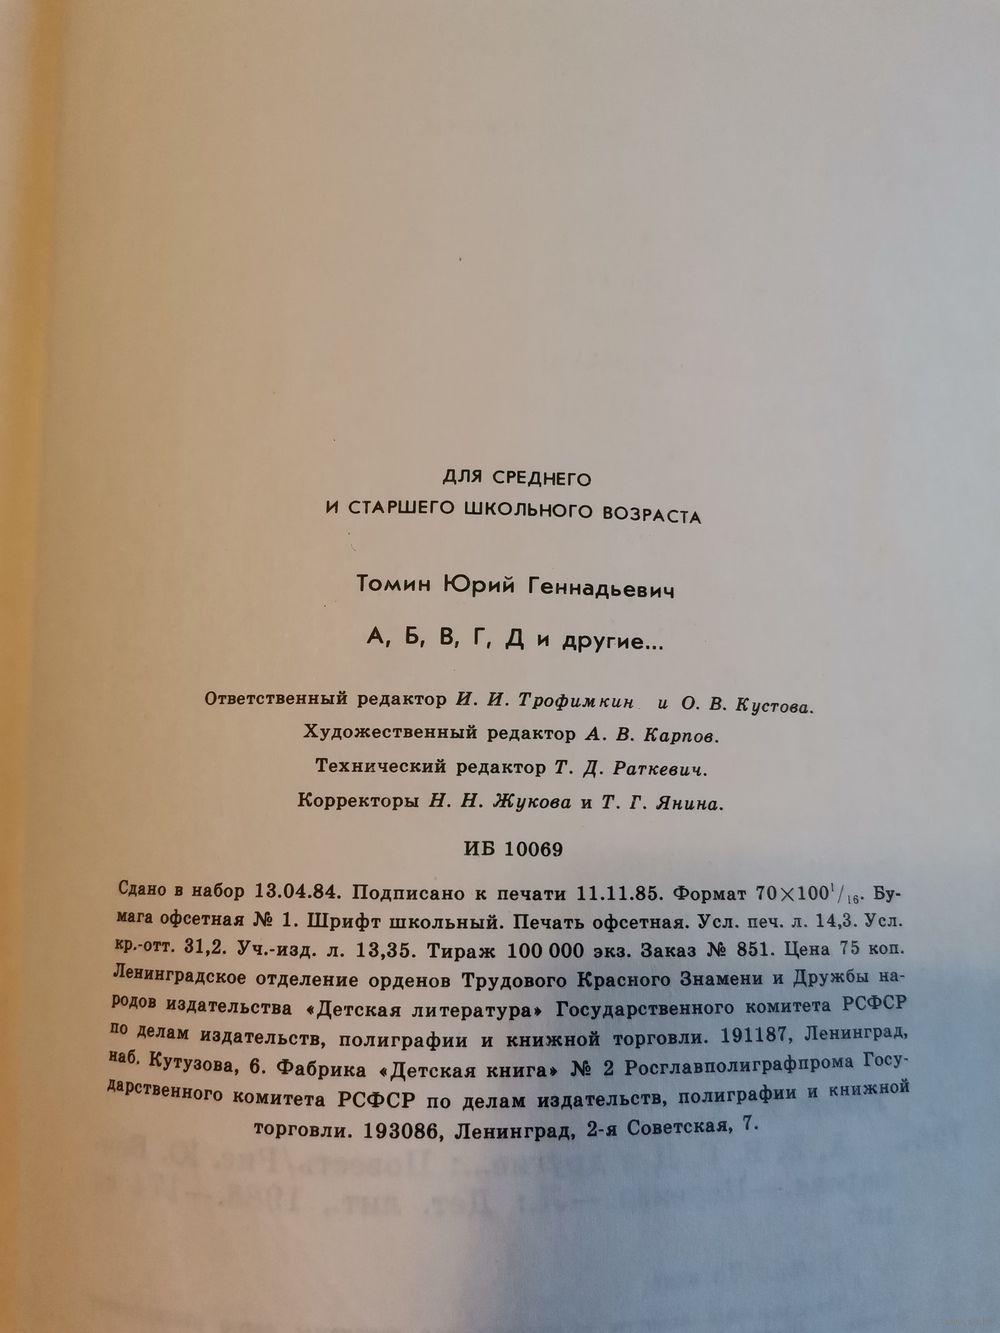 ДЛЯ СРЕДНЕГО
И СТАРШЕГО ШКОЛЬНОГО ВОЗРАСТА
Томин Юрий Геннадьевич
А, Б, В, Г, Д и другие...
Ответственный редактор И. И. Трофимкин и О. В. Кустова.
Художественный редактор А. В. Карпов.
Технический редактор Т. Д. Раткевич.
Корректоры Н. Н. Жукова и Т. Г. Янина.
ИБ 10069
Сдано в набор 13.04.84. Подписано к печати 11.11.85. Формат 70×100¹/₁₆. Бу-
мага офсетная № 1. Шрифт школьный. Печать офсетная. Усл. печ. л. 14,3. Усл.
кр.-отт. 31,2. Уч.-изд. л. 13,35. Тираж 100 000 экз. Заказ № 851. Цена 75 коп.
Ленинградское отделение орденов Трудового Красного Знамени и Дружбы на-
родов издательства «Детская литература» Государственного комитета РСФСР
по делам издательств, полиграфии и книжной торговли. 191187, Ленинград,
наб. Кутузова, 6. Фабрика «Детская книга» № 2 Росглавполиграфпрома Госу-
дарственного комитета РСФСР по делам издательств, полиграфии и книжной
торговли. 193086, Ленинград, 2-я Советская, 7.